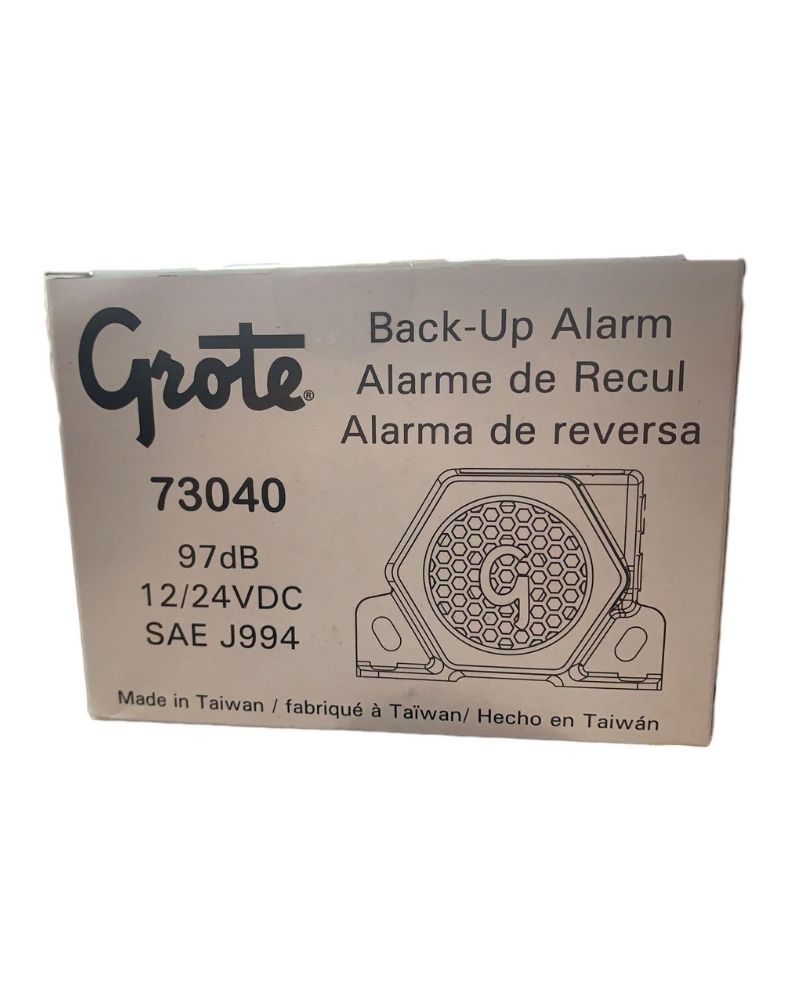 Grote®
Back-Up Alarm
Alarme de Recul
Alarma de reversa
73040
97dB
12/24VDC
SAE J994
G
Made in Taiwan / fabriqué à Taïwan/ Hecho en Taiwán